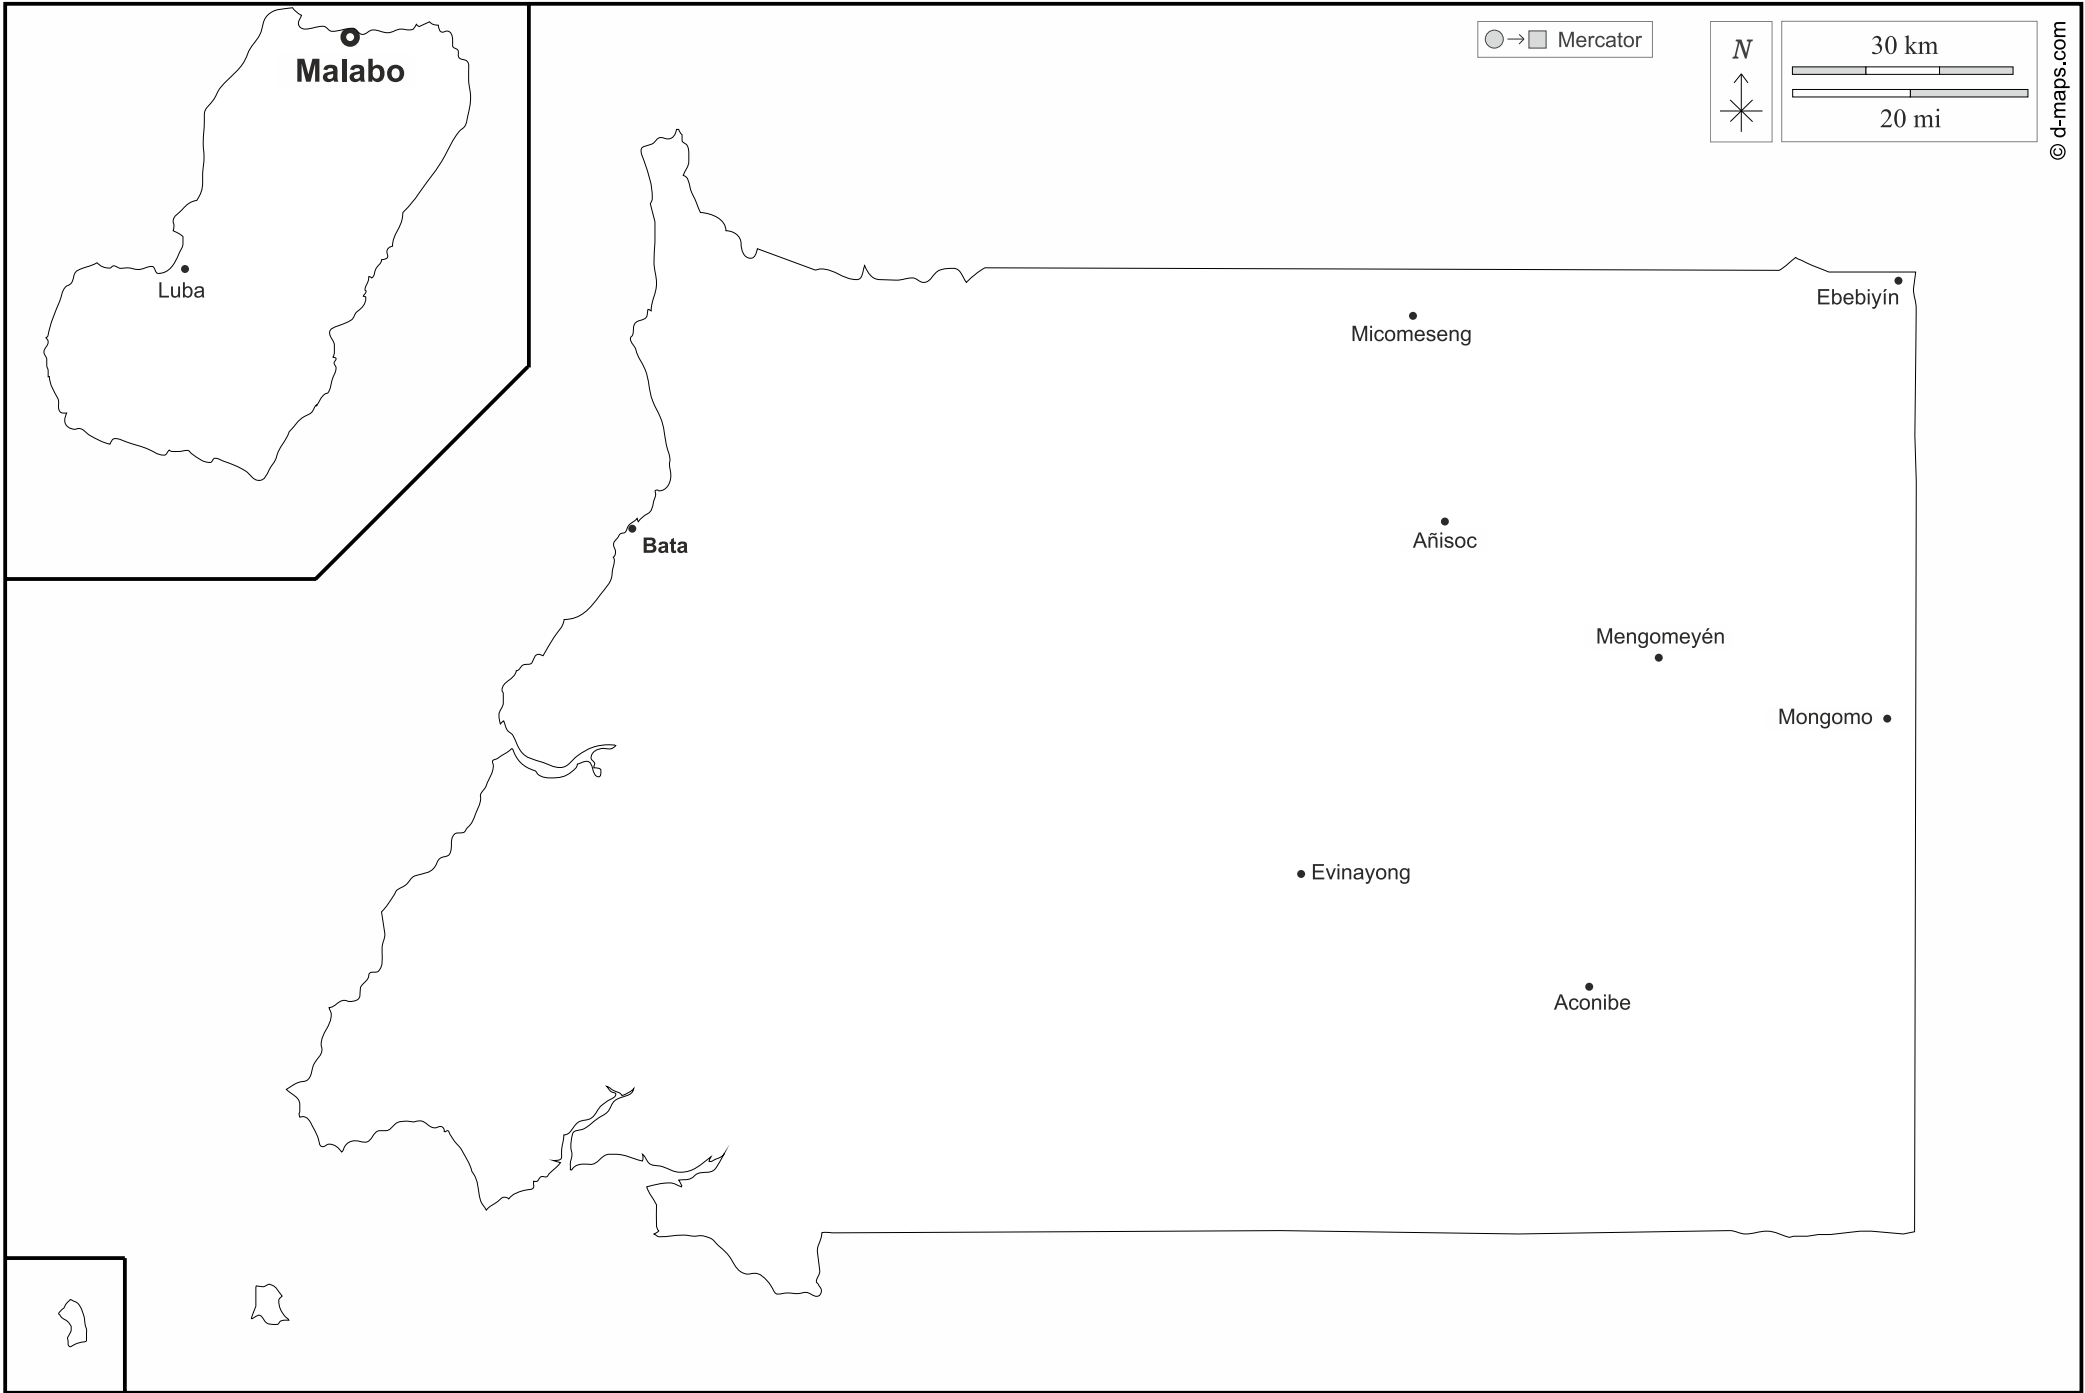 Malabo
Luba
Mercator
N
30 km
20 mi
© d-maps.com
Ebebiyín
Micomeseng
Bata
Añisoc
Mengomeyén
Mongomo
Evinayong
Aconibe